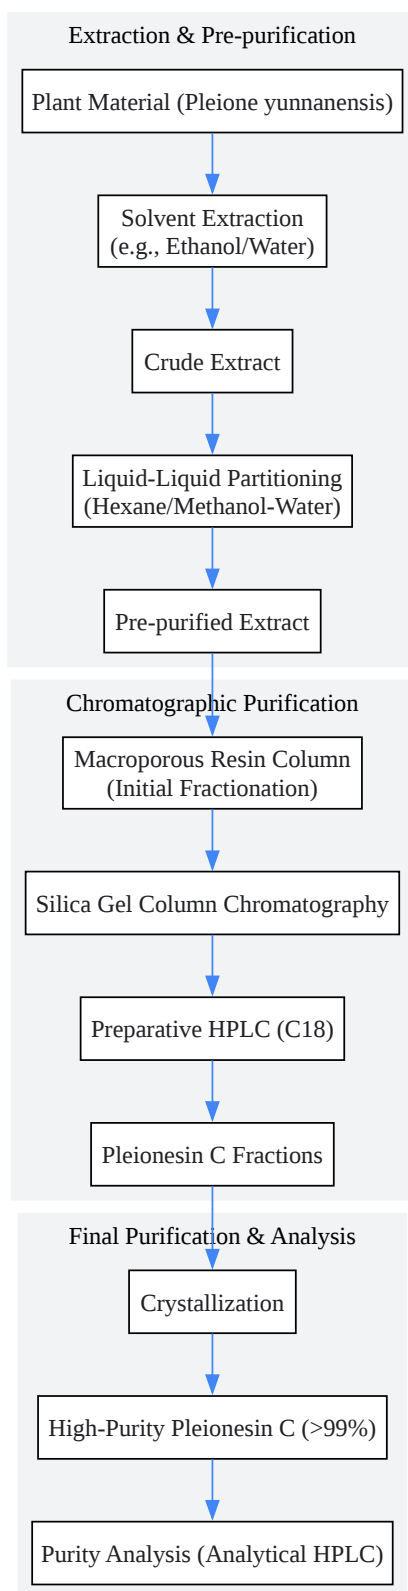 Extraction & Pre-purification
Plant Material (Pleione yunnanensis)
Solvent Extraction
(e.g., Ethanol/Water)
Crude Extract
Liquid-Liquid Partitioning
(Hexane/Methanol-Water)
Pre-purified Extract
Chromatographic Purification
Macroporous Resin Column
(Initial Fractionation)
Silica Gel Column Chromatography
Preparative HPLC (C18)
Pleionesin C Fractions
Final Purification & Analysis
Crystallization
High-Purity Pleionesin C (>99%)
Purity Analysis (Analytical HPLC)